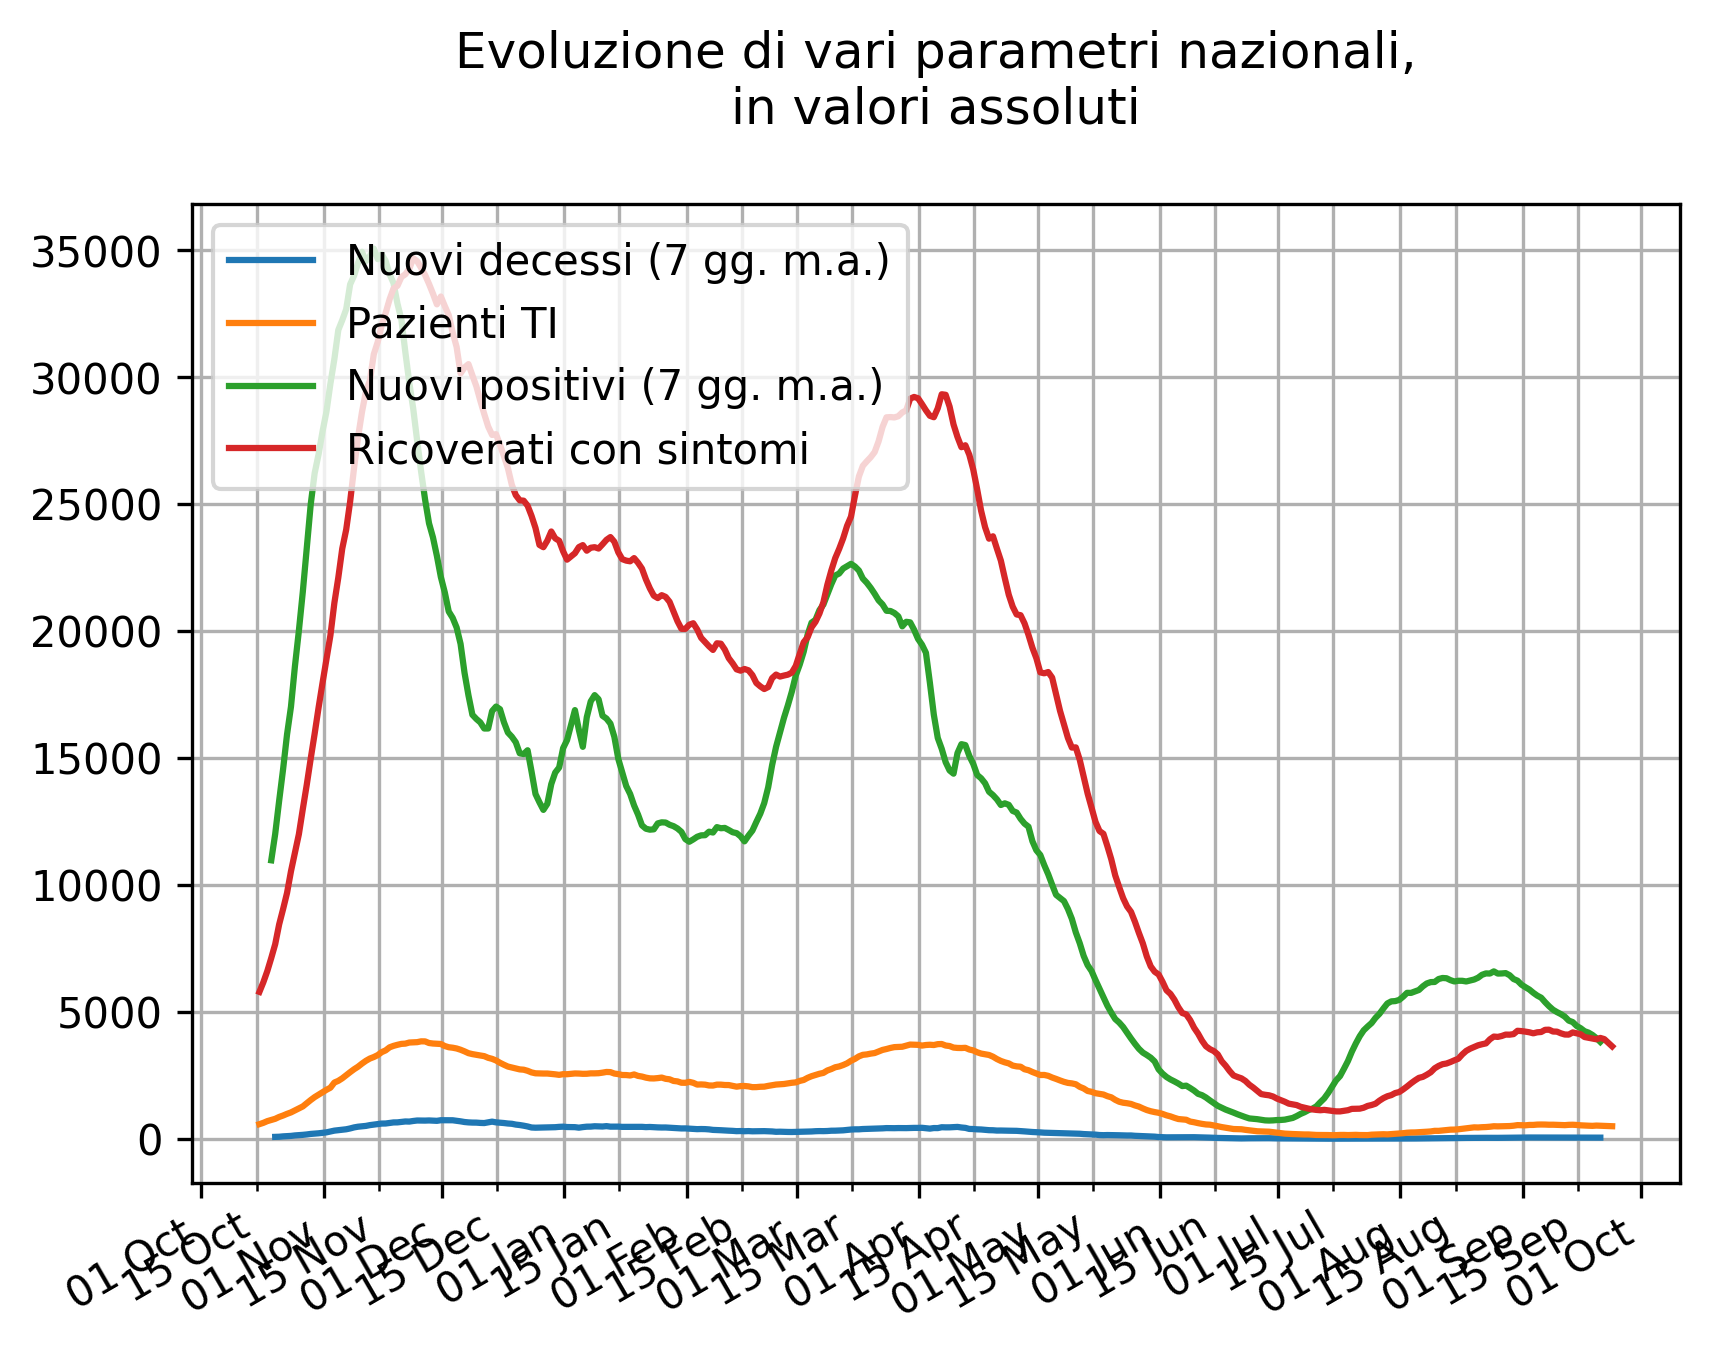 Evoluzione di vari parametri nazionali,
in valori assoluti
35000
30000
25000
20000
15000
10000
5000
0
Nuovi decessi (7 gg. m.a.)
Pazienti TI
Nuovi positivi (7 gg. m.a.)
Ricoverati con sintomi
01 Oct
15 Oct
01 Nov
15 Nov
01 Dec
15 Dec
01 Jan
15 Jan
01 Feb
15 Feb
01 Mar
15 Mar
01 Apr
15 Apr
01 May
15 May
01 Jun
15 Jun
01 Jul
15 Jul
01 Aug
15 Aug
01 Sep
15 Sep
01 Oct